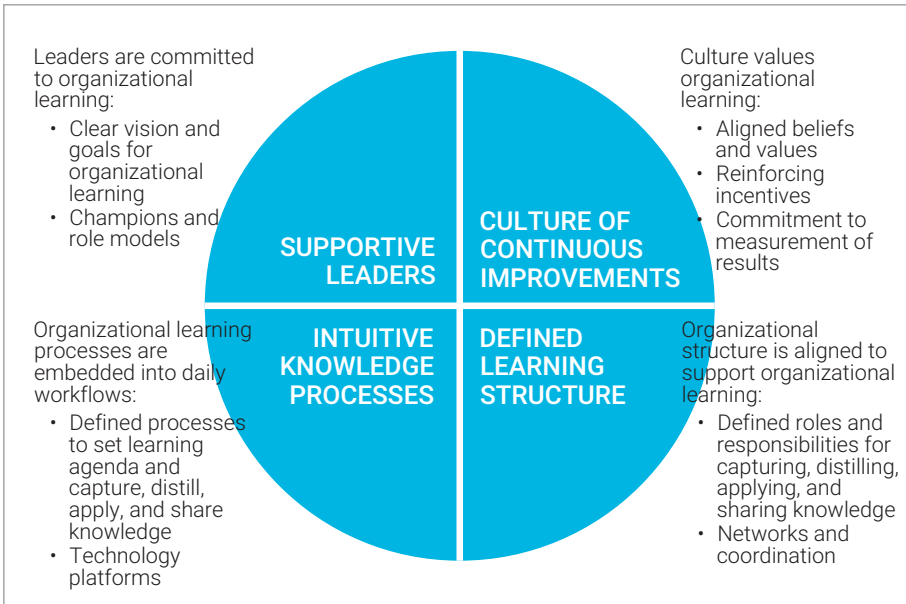 Leaders are committed
to organizational
learning:
• Clear vision and
goals for
organizational
learning
• Champions and
role models
SUPPORTIVE
LEADERS
CULTURE OF
CONTINUOUS
IMPROVEMENTS
Culture values
organizational
learning:
• Aligned beliefs
and values
• Reinforcing
incentives
• Commitment to
measurement of
results
Organizational learning
processes are
embedded into daily
workflows:
• Defined processes
to set learning
agenda and
capture, distill,
apply, and share
knowledge
• Technology
platforms
INTUITIVE
KNOWLEDGE
PROCESSES
DEFINED
LEARNING
STRUCTURE
Organizational
structure is aligned to
support organizational
learning:
• Defined roles and
responsibilities for
capturing, distilling,
applying, and
sharing knowledge
• Networks and
coordination